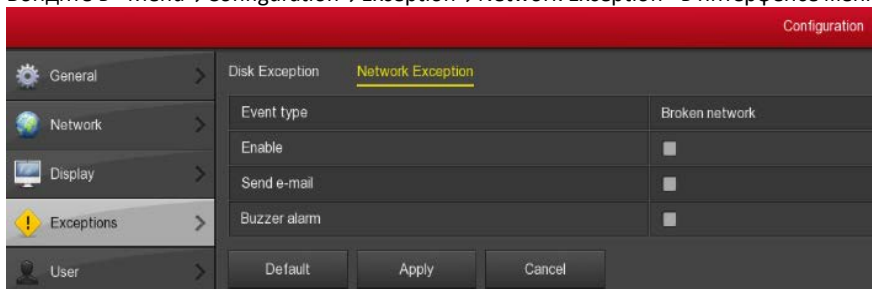 Configuration
General
Disk Exception Network Exception
Event type Broken network
Network
Enable
Display
Send e-mail
Exceptions
Buzzer alarm
User
Default Apply Cancel